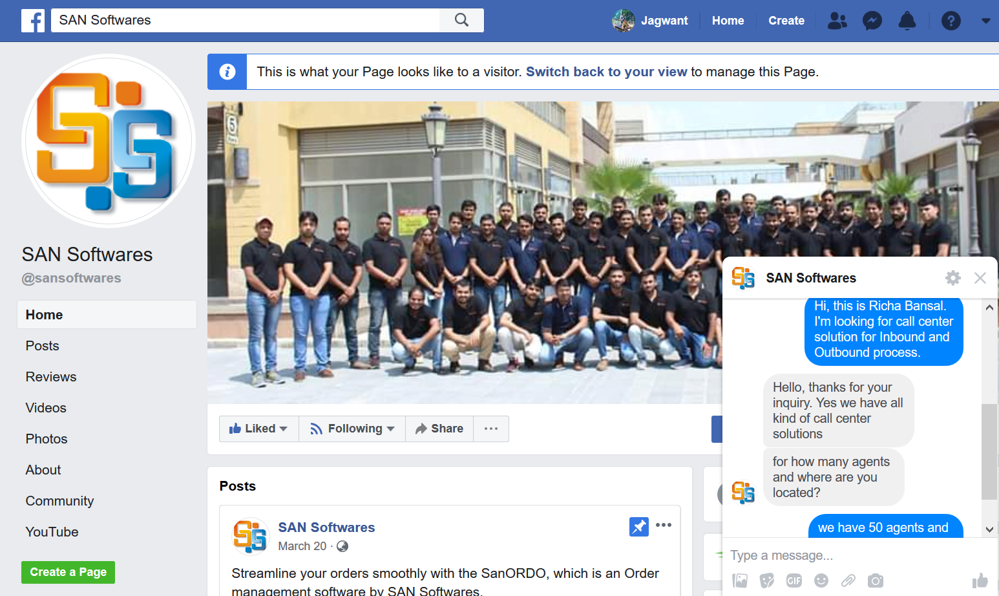 SAN Softwares
Jagwant
Home
Create
This is what your Page looks like to a visitor. Switch back to your view to manage this Page.
5
SAN Softwares
@sansoftwares
Home
Posts
Reviews
Videos
Photos
About
Community
YouTube
Create a Page
Liked
Following
Share
Posts
SAN Softwares
March 20 ·
Streamline your orders smoothly with the SanORDO, which is an Order
management software by SAN Softwares.
SAN Softwares
Hi, this is Richa Bansal.
I'm looking for call center
solution for Inbound and
Outbound process.
Hello, thanks for your
inquiry. Yes we have all
kind of call center
solutions
for how many agents
and where are you
located?
we have 50 agents and
Type a message...
GIF